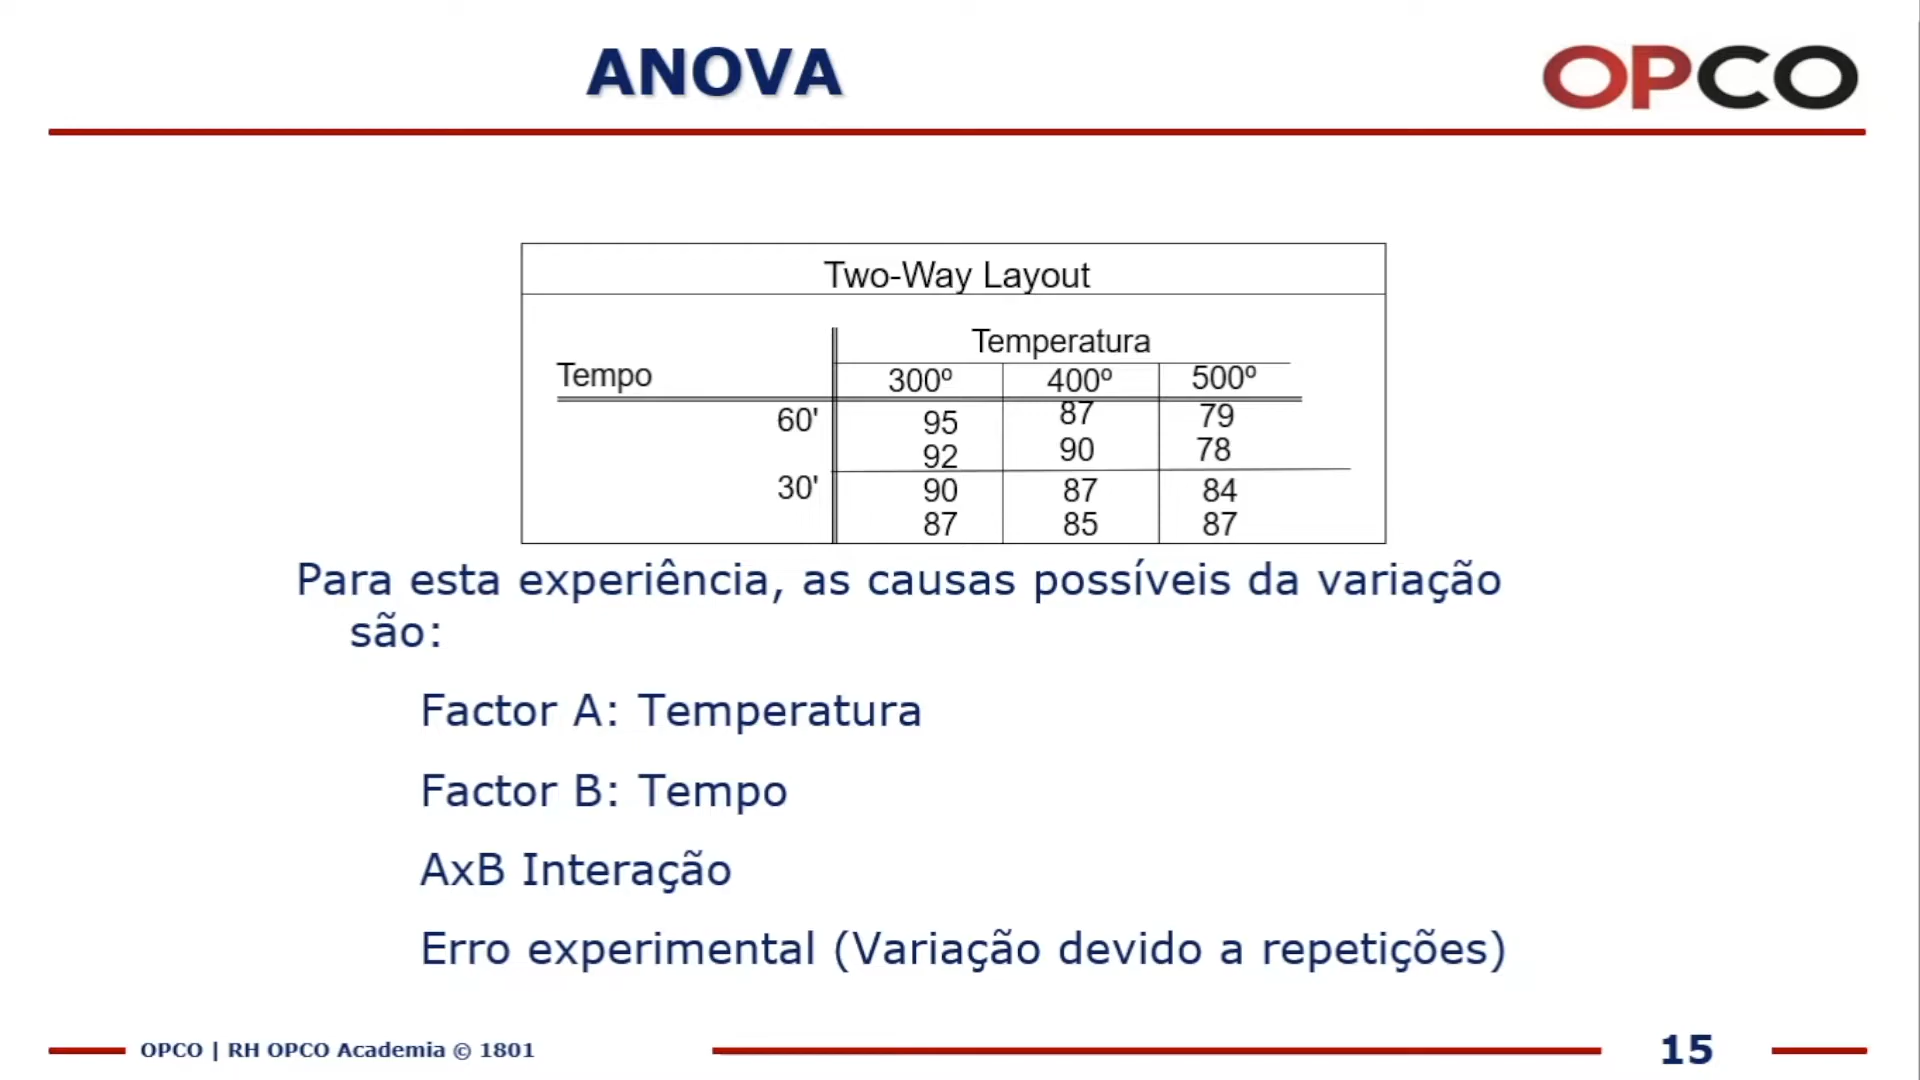 ANOVA
OPCO
Two-Way Layout
Temperatura
Tempo
300º 400º 500º
60' 95 87 79
92 90 78
30' 90 87 84
87 85 87
Para esta experiência, as causas possíveis da variação
são:
Factor A: Temperatura
Factor B: Tempo
AxB Interação
Erro experimental (Variação devido a repetições)
OPCO | RH OPCO Academia © 1801
15